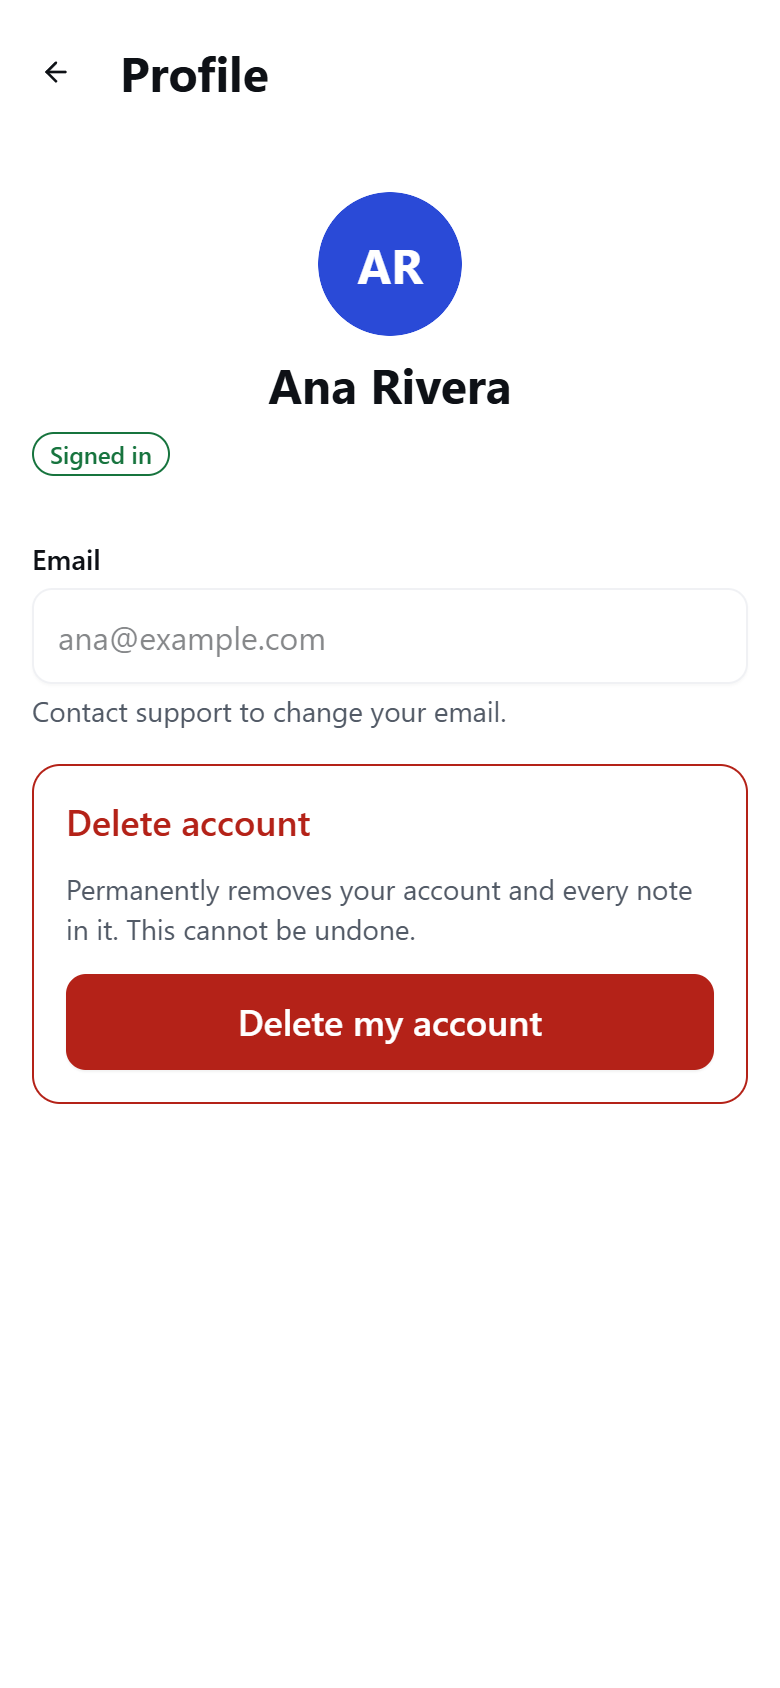 Profile
AR
Ana Rivera
Signed in
Email
ana@example.com
Contact support to change your email.
Delete account
Permanently removes your account and every note
in it. This cannot be undone.
Delete my account